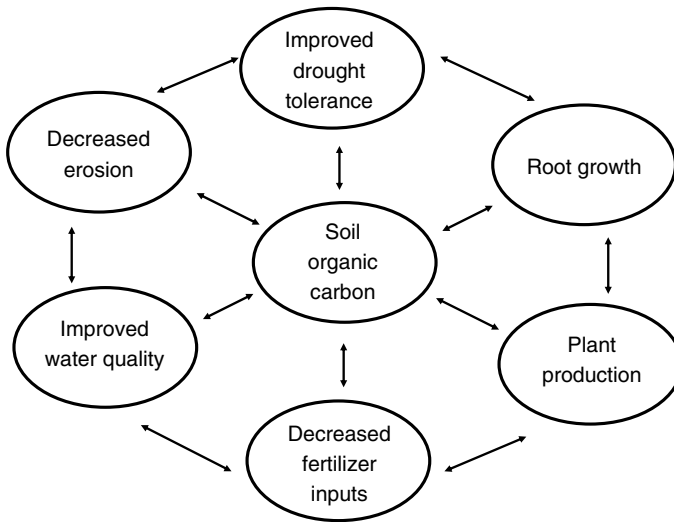 Improved
drought
tolerance
Decreased
erosion
Root growth
Soil
organic
carbon
Improved
water quality
Plant
production
Decreased
fertilizer
inputs